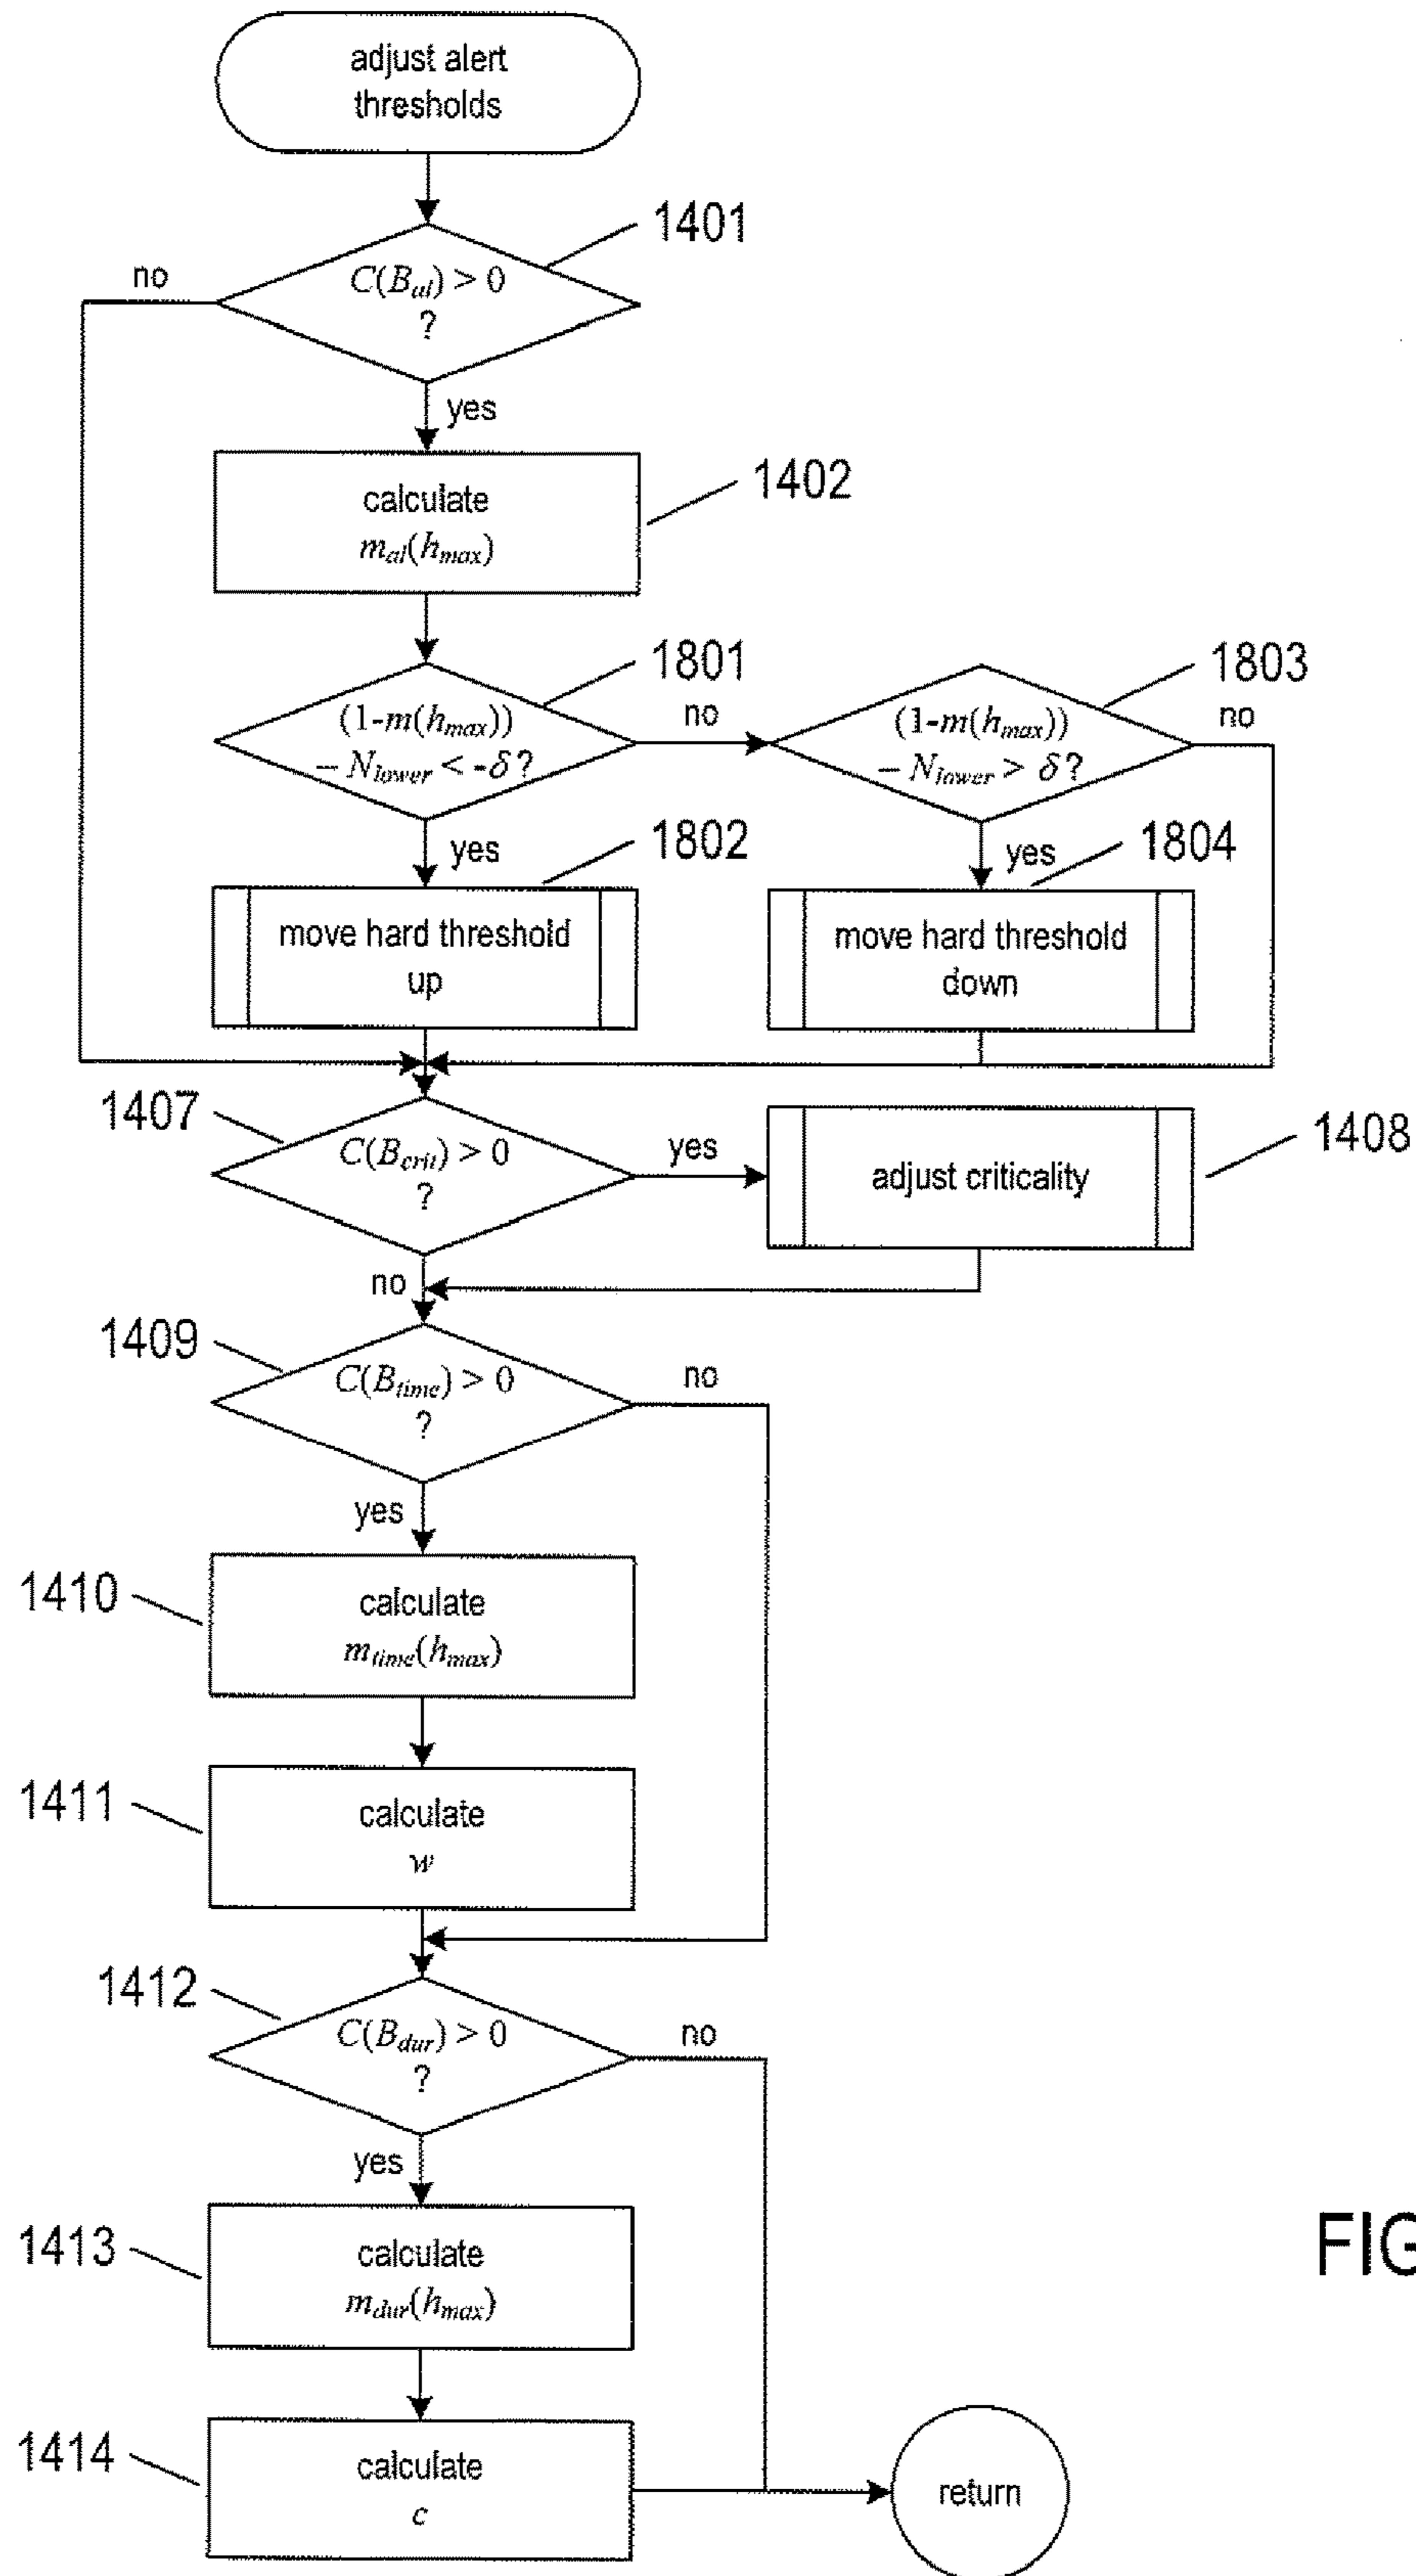 adjust alert
thresholds
1401
no
C(B_al) > 0
?
yes
1402
calculate
m_al(h_max)
1801
1803
(1-m(h_max))
– N_lower < -δ?
no
(1-m(h_max))
– N_lower > δ?
no
yes
1802
yes
1804
move hard threshold
up
move hard threshold
down
1407
C(B_crit) > 0
?
yes
adjust criticality
1408
no
1409
C(B_time) > 0
?
no
yes
1410
calculate
m_time(h_max)
1411
calculate
w
1412
C(B_dur) > 0
?
no
yes
1413
calculate
m_dur(h_max)
FIG
1414
calculate
c
return